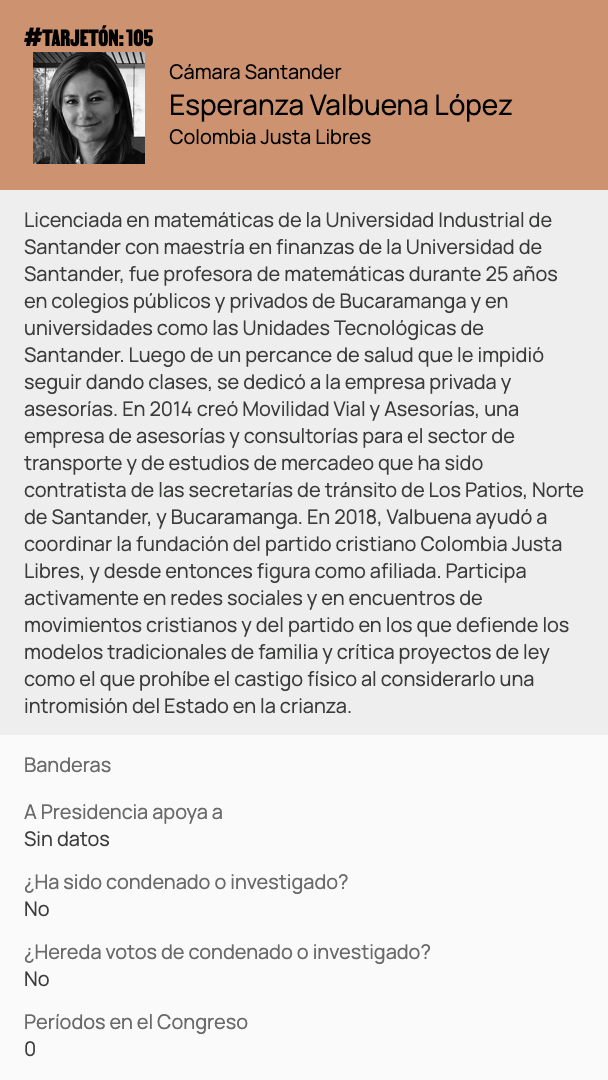 #TARJETÓN: 105
Cámara Santander
Esperanza Valbuena López
Colombia Justa Libres
Licenciada en matemáticas de la Universidad Industrial de
Santander con maestría en finanzas de la Universidad de
Santander, fue profesora de matemáticas durante 25 años
en colegios públicos y privados de Bucaramanga y en
universidades como las Unidades Tecnológicas de
Santander. Luego de un percance de salud que le impidió
seguir dando clases, se dedicó a la empresa privada y
asesorías. En 2014 creó Movilidad Vial y Asesorías, una
empresa de asesorías y consultorías para el sector de
transporte y de estudios de mercadeo que ha sido
contratista de las secretarías de tránsito de Los Patios, Norte
de Santander, y Bucaramanga. En 2018, Valbuena ayudó a
coordinar la fundación del partido cristiano Colombia Justa
Libres, y desde entonces figura como afiliada. Participa
activamente en redes sociales y en encuentros de
movimientos cristianos y del partido en los que defiende los
modelos tradicionales de familia y crítica proyectos de ley
como el que prohíbe el castigo físico al considerarlo una
intromisión del Estado en la crianza.
Banderas
A Presidencia apoya a
Sin datos
¿Ha sido condenado o investigado?
No
¿Hereda votos de condenado o investigado?
No
Períodos en el Congreso
0